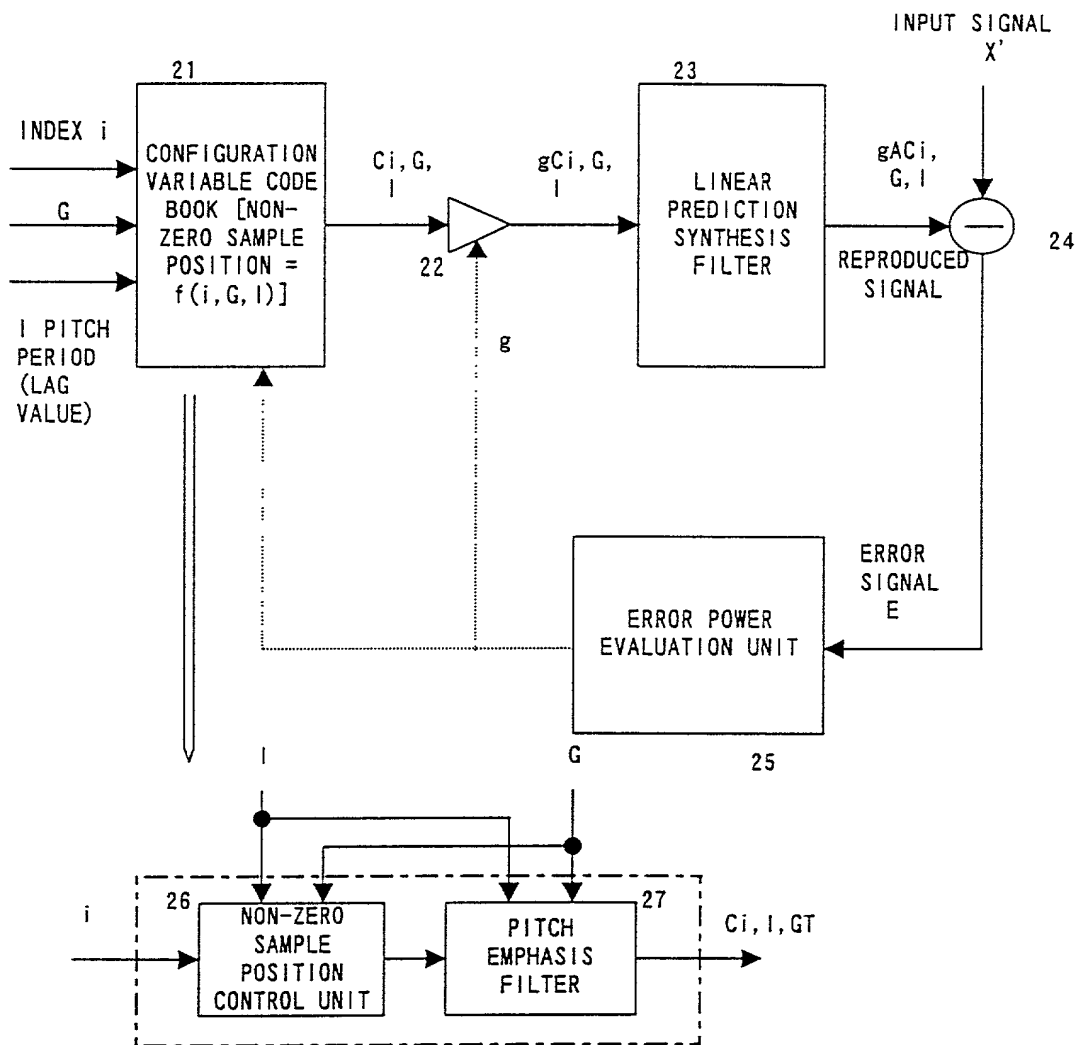 INPUT SIGNAL
X'
21
23
INDEX i
G
I PITCH
PERIOD
(LAG
VALUE)
CONFIGURATION
VARIABLE CODE
BOOK [NON-
ZERO SAMPLE
POSITION =
f(i,G,I)]
Ci,G,
I
22
g
gCi,G,
I
LINEAR
PREDICTION
SYNTHESIS
FILTER
gACi,
G,I
REPRODUCED
SIGNAL
24
ERROR
SIGNAL
E
ERROR POWER
EVALUATION UNIT
25
I
G
i
26
NON-ZERO
SAMPLE
POSITION
CONTROL UNIT
27
PITCH
EMPHASIS
FILTER
Ci,I,GT